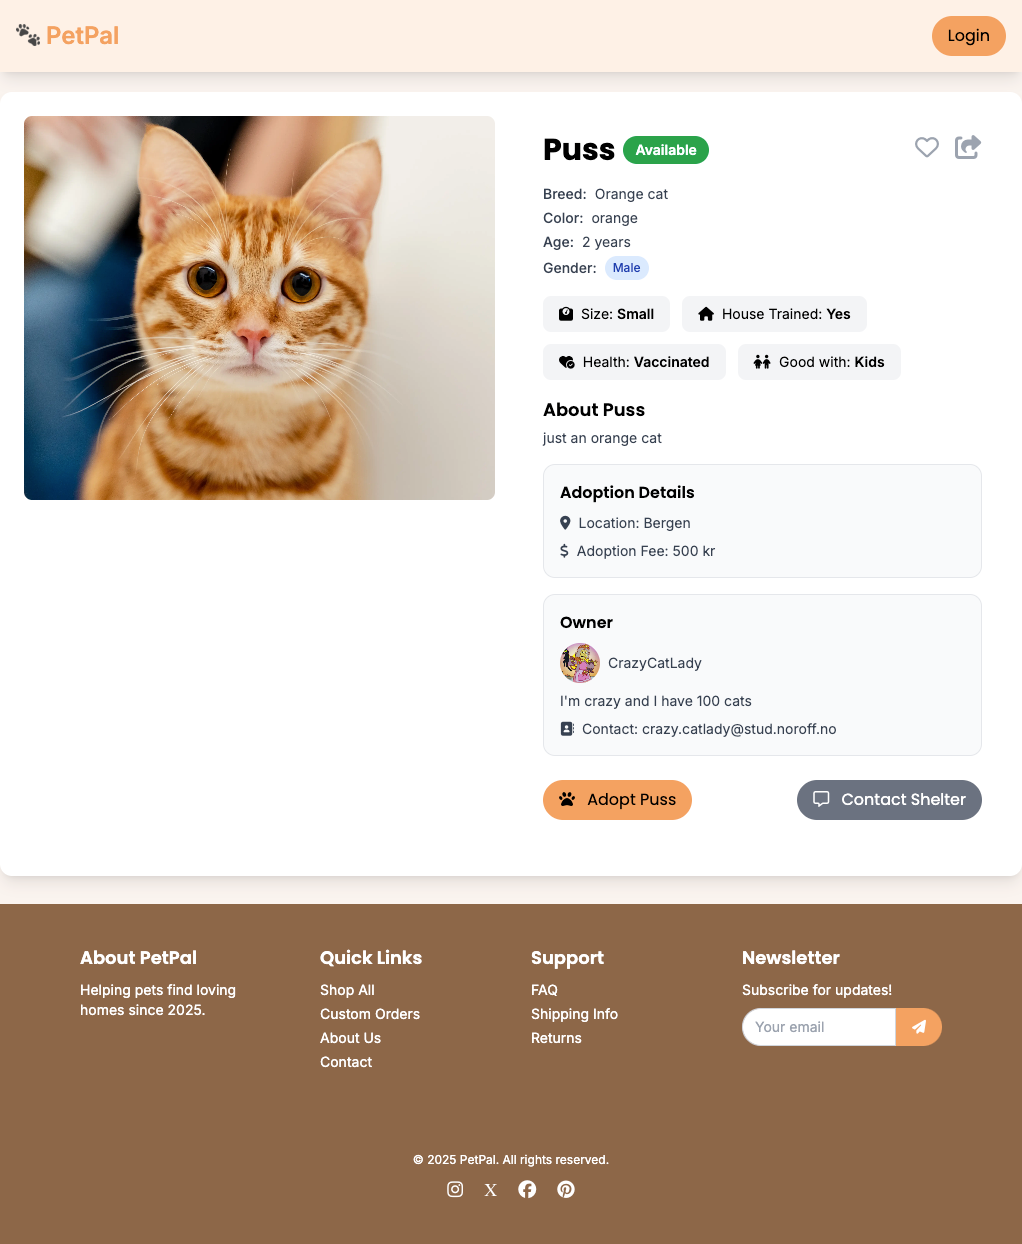 PetPal
Login
Puss Available
Breed: Orange cat
Color: orange
Age: 2 years
Gender: Male
Size: Small
House Trained: Yes
Health: Vaccinated
Good with: Kids
About Puss
just an orange cat
Adoption Details
Location: Bergen
$ Adoption Fee: 500 kr
Owner
CrazyCatLady
I'm crazy and I have 100 cats
Contact: crazy.catlady@stud.noroff.no
Adopt Puss
Contact Shelter
About PetPal
Helping pets find loving
homes since 2025.
Quick Links
Shop All
Custom Orders
About Us
Contact
Support
FAQ
Shipping Info
Returns
Newsletter
Subscribe for updates!
Your email
© 2025 PetPal. All rights reserved.
X